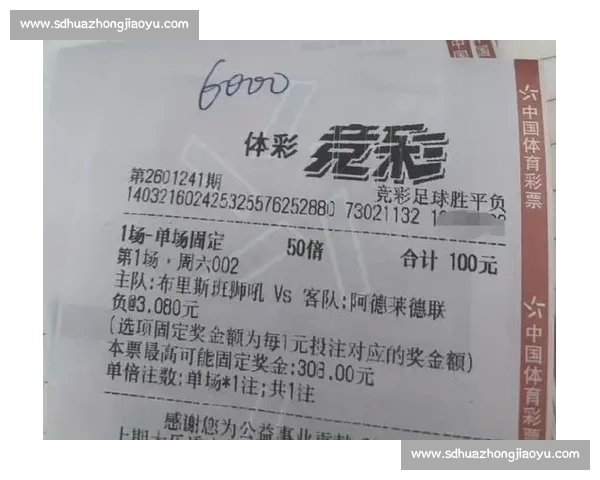 www.sdhuazhongjiaoyu.com
6000
体彩 竞彩
第2601241期 竞彩足球胜平负
140321602425325576252880 73021132
1场-单场固定 50倍 合计 100元
第1场，周六002
主队:布里斯班狮吼 Vs 客队:阿德莱德联
负@3.080元
(选项固定奖金额为每1元投注对应的奖金额)
本票最高可能固定奖金:308.00元
单倍注数:单场*1注;共1注
感谢您为公益事业贡献
中国体育彩票
中国体育彩票
www.sdhuazhongjiaoyu.com